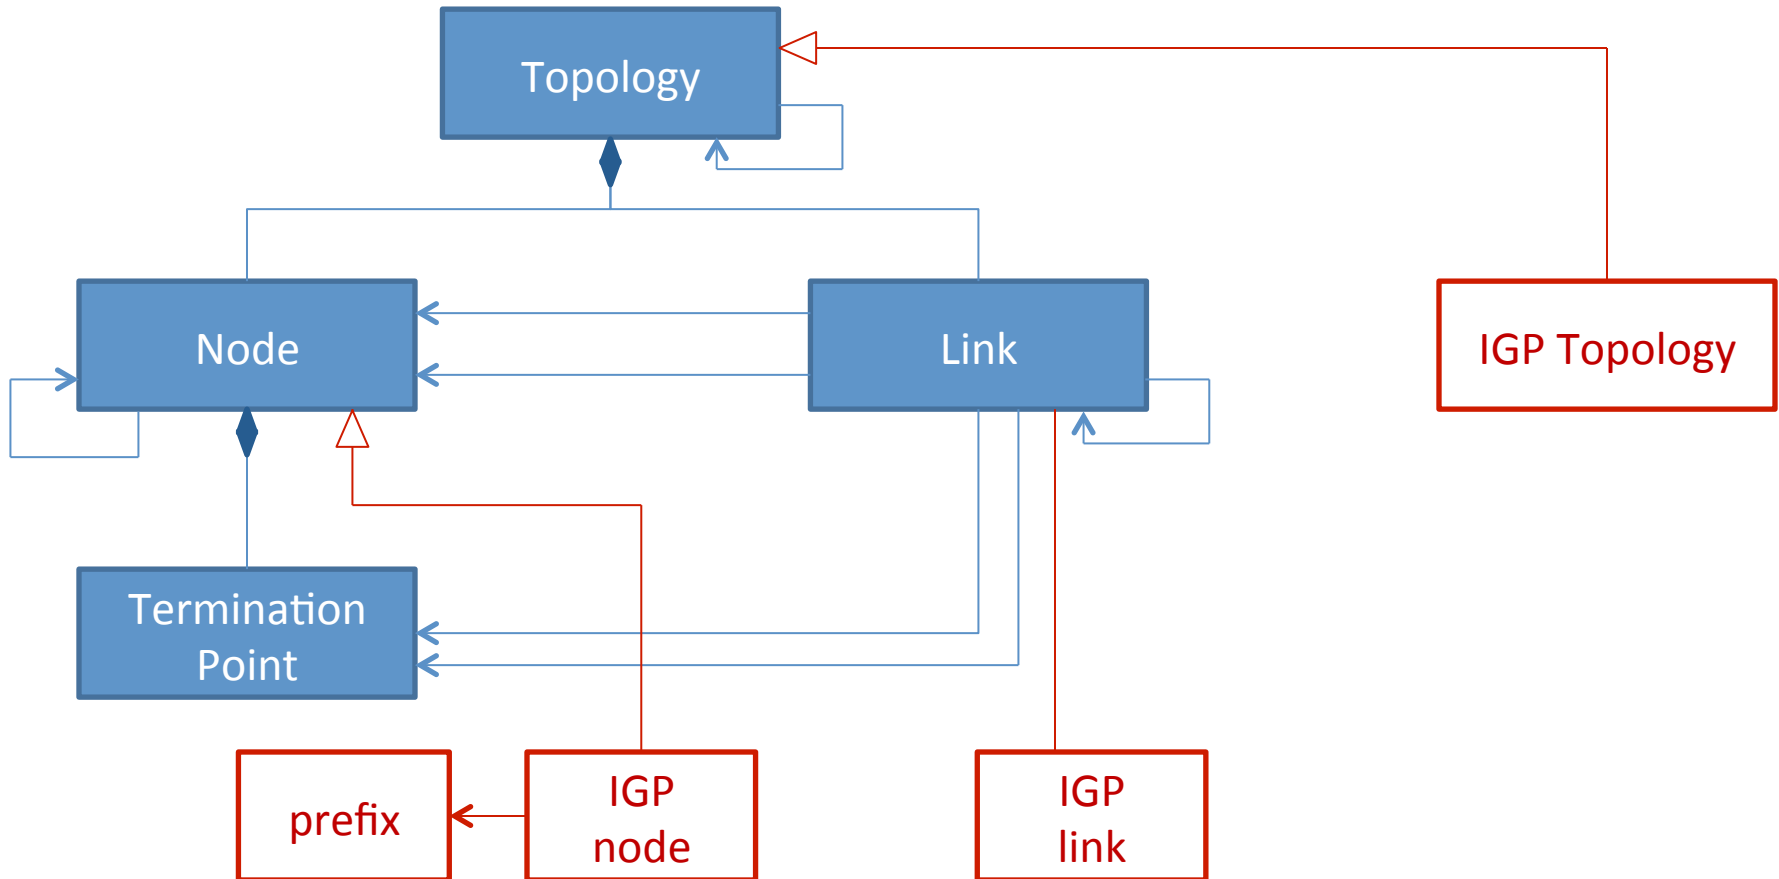 Topology
Node
Link
IGP Topology
Termination
Point
prefix
IGP
node
IGP
link